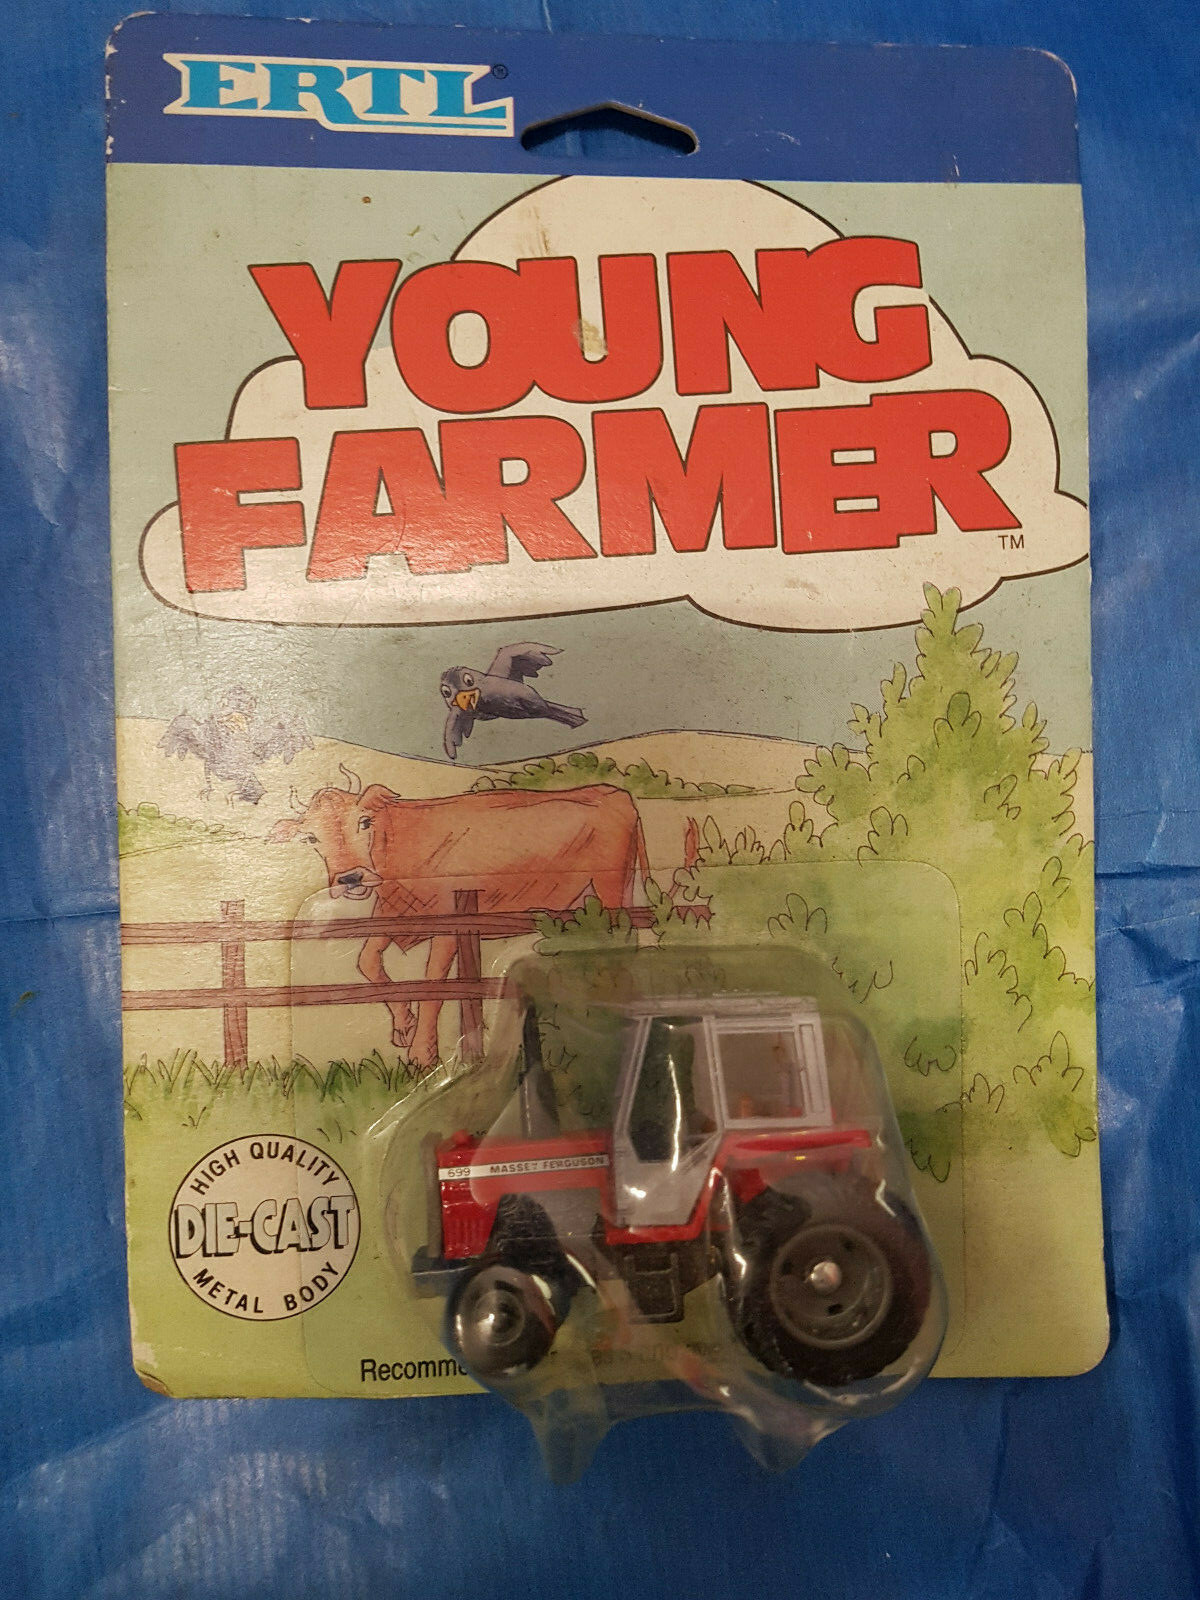 ERTL®
YOUNG
FARMER
TM
699 MASSEY FERGUSON
HIGH QUALITY
DIE-CAST
METAL BODY